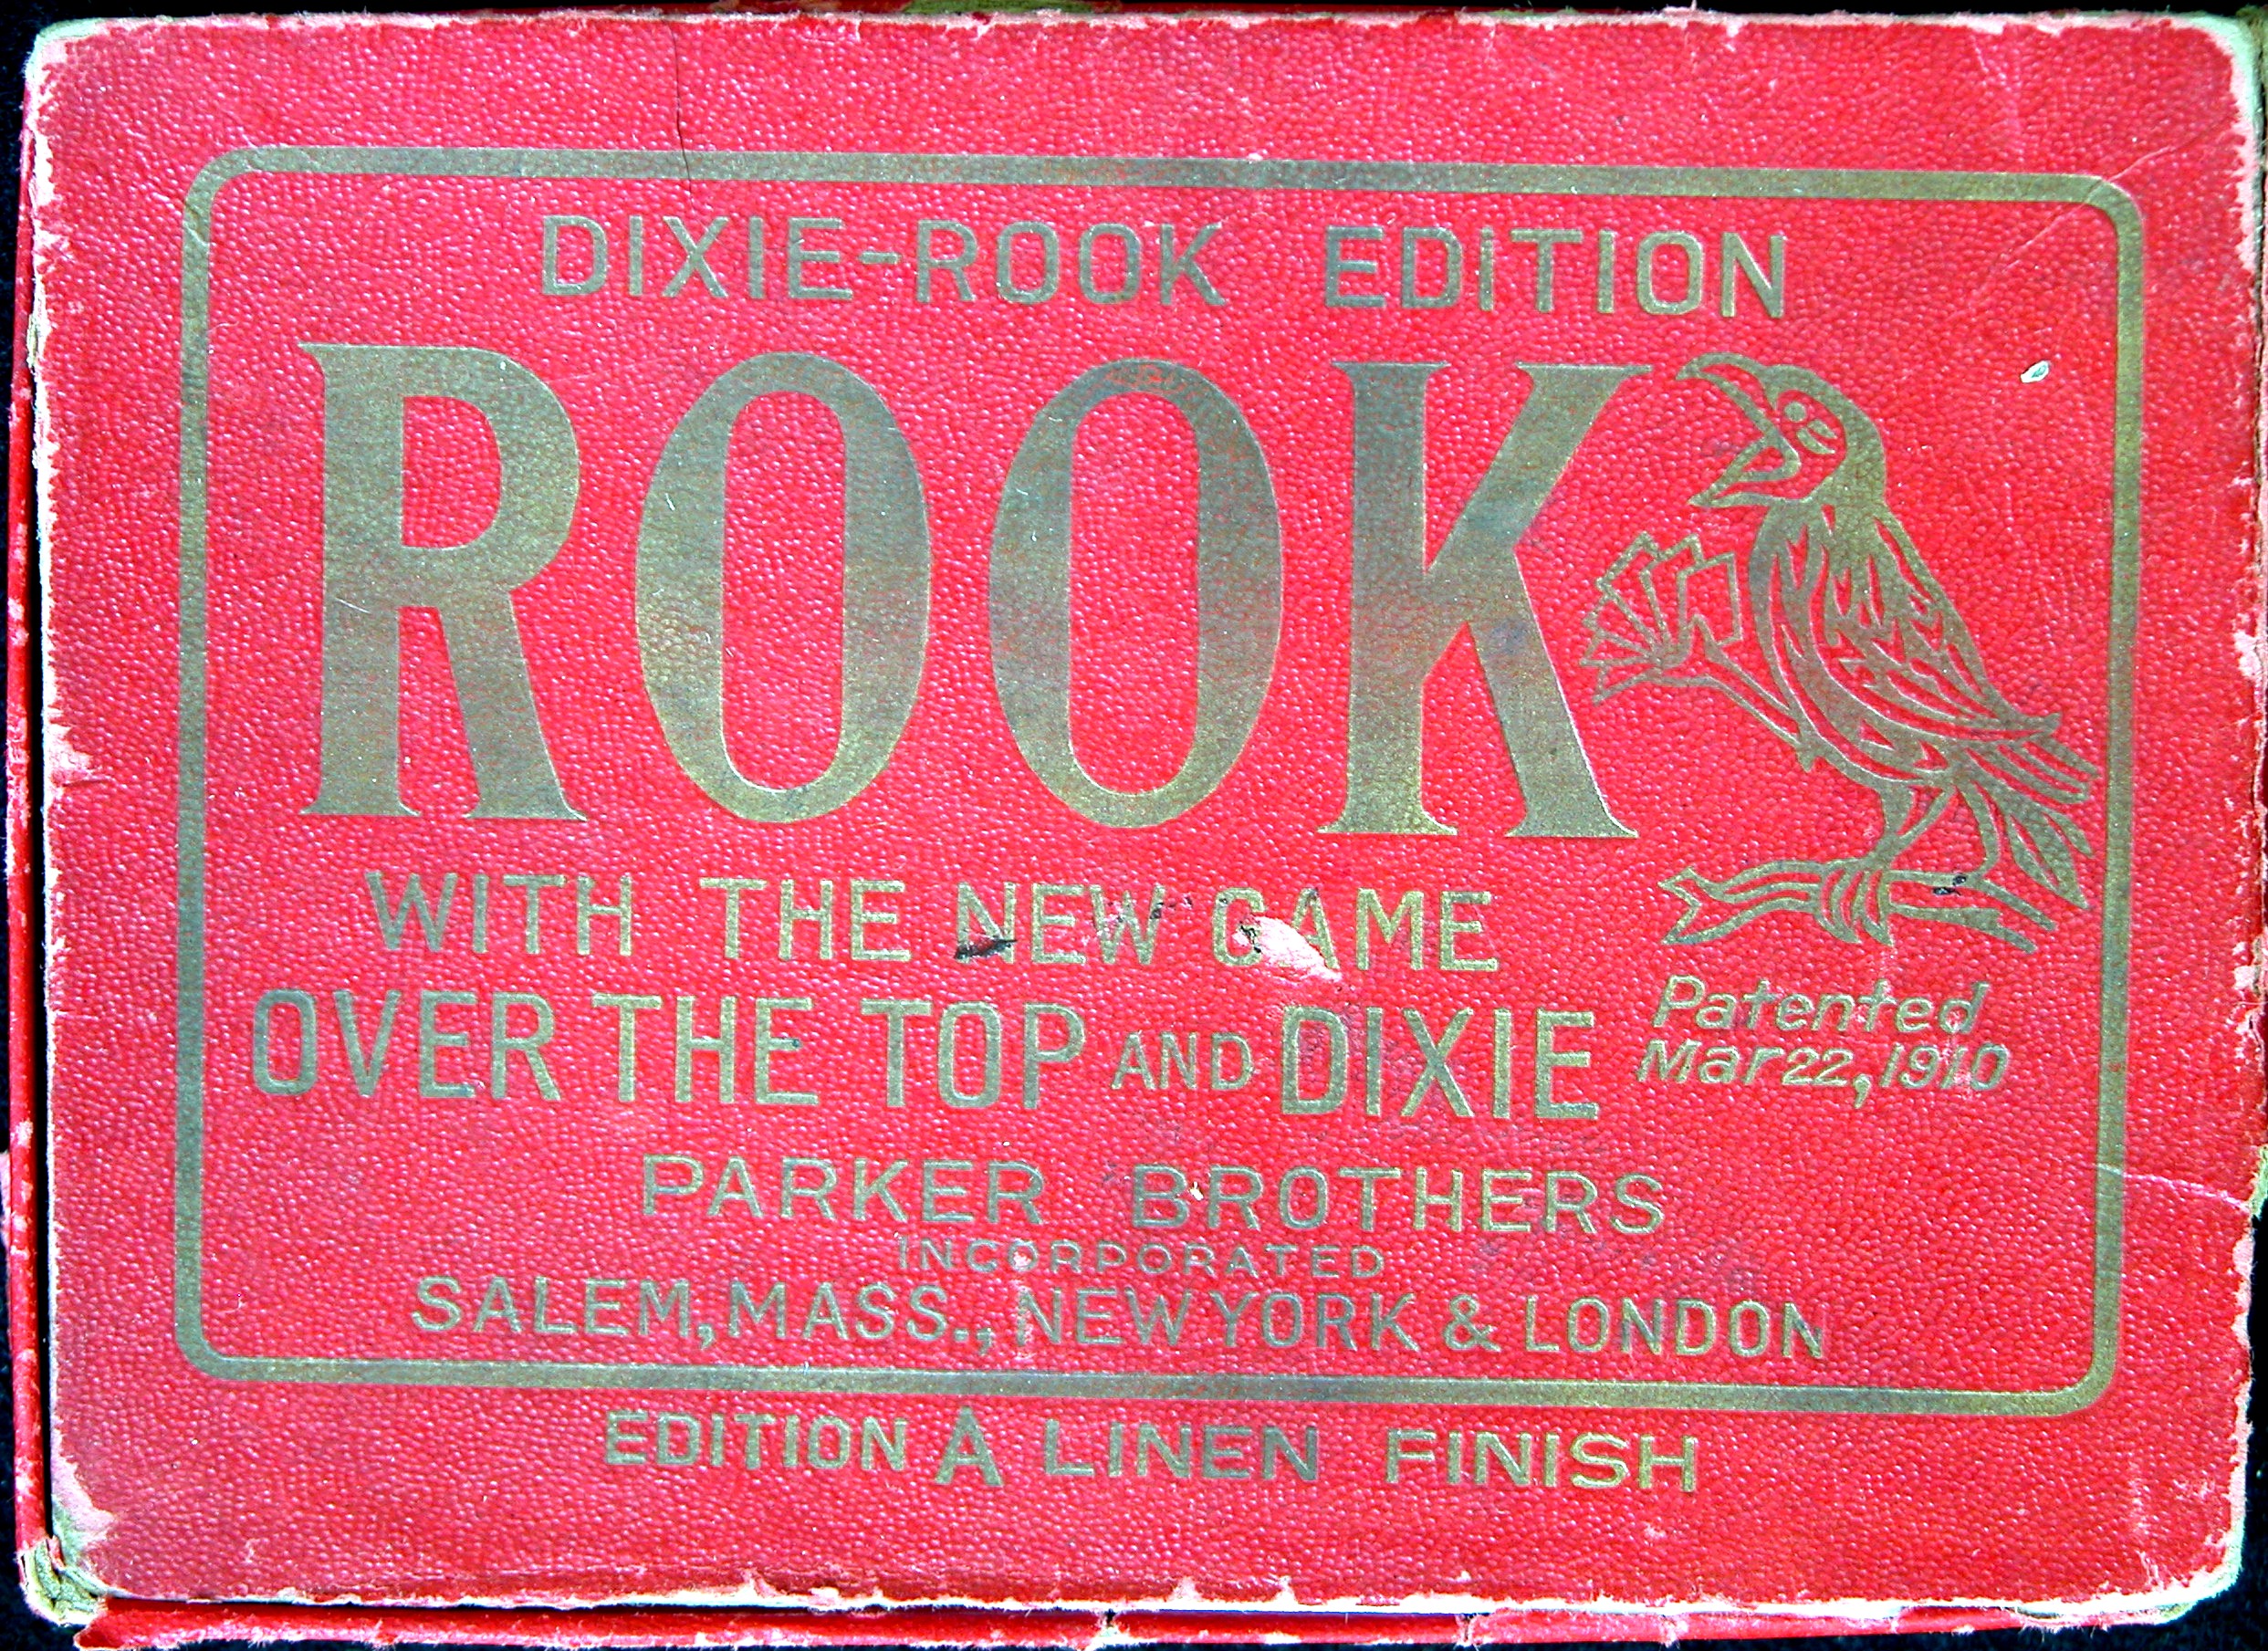 DIXIE-ROOK EDITION
ROOK
WITH THE NEW GAME
OVER THE TOP AND DIXIE
Patented
Mar 22, 1910
PARKER BROTHERS
INCORPORATED
SALEM, MASS., NEW YORK & LONDON
EDITION A LINEN FINISH